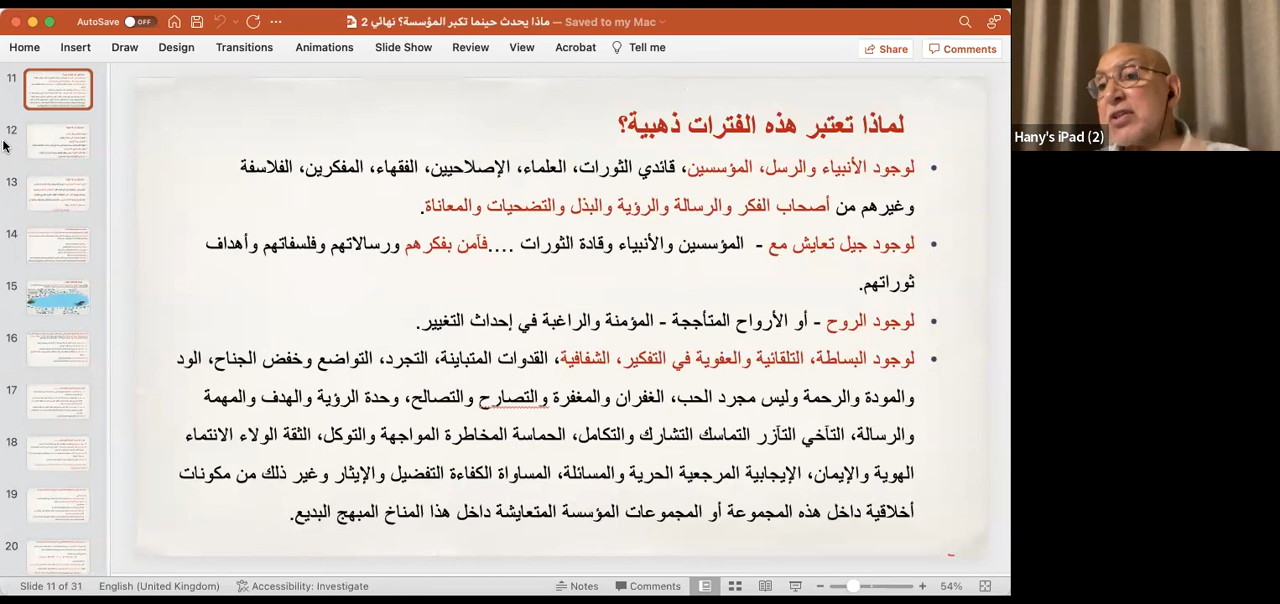 AutoSave OFF
ماذا يحدث حينما تكبر المؤسسة؟ نهائي 2 — Saved to my Mac
Home Insert Draw Design Transitions Animations Slide Show Review View Acrobat Tell me
Share Comments
11
12
13
14
15
16
17
18
19
20
لماذا تعتبر هذه الفترات ذهبية؟
• لوجود الأنبياء والرسل، المؤسسين، قائدي الثورات، العلماء، الإصلاحيين، الفقهاء، المفكرين، الفلاسفة
وغيرهم من أصحاب الفكر والرسالة والرؤية والبذل والتضحيات والمعاناة.
• لوجود جيل تعايش مع - المؤسسين والأنبياء وقادة الثورات ....فآمن بفكرهم ورسالاتهم وفلسفاتهم وأهداف
ثوراتهم.
• لوجود الروح - أو الأرواح المتأججة - المؤمنة والراغبة في إحداث التغيير.
• لوجود البساطة، التلقائية والعفوية في التفكير، الشفافية، القدوات المتباينة، التجرد، التواضع وخفض الجناح، الود
والمودة والرحمة وليس مجرد الحب، الغفران والمغفرة والتصارح والتصالح، وحدة الرؤية والهدف والمهمة
والرسالة، التآخي التآزر التماسك التشارك والتكامل، الحماسة المخاطرة المواجهة والتوكل، الثقة الولاء الانتماء
الهوية والإيمان، الإيجابية المرجعية الحرية والمسائلة، المساواة الكفاءة التفضيل والإيثار وغير ذلك من مكونات
أخلاقية داخل هذه المجموعة أو المجموعات المؤسسة المتعايشة داخل هذا المناخ المبهج البديع.
Hany's iPad (2)
Slide 11 of 31 English (United Kingdom) Accessibility: Investigate Notes Comments 54%